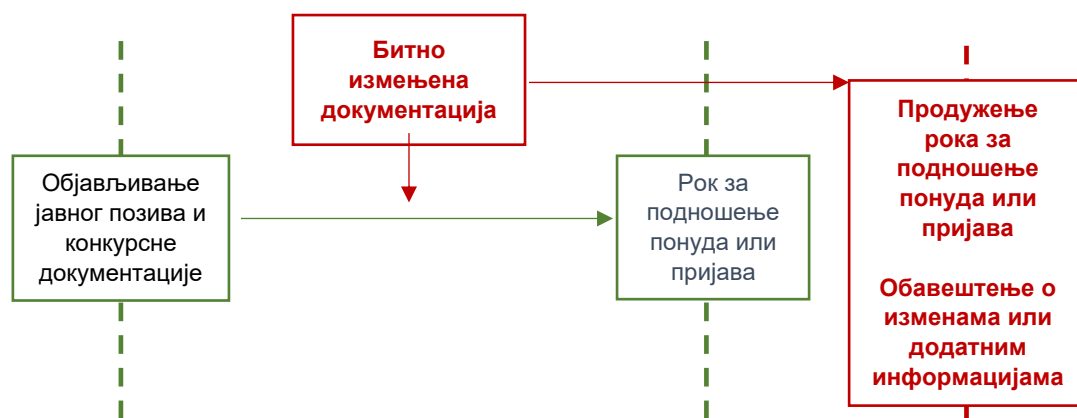 Битно
измењена
документација
Објављивање
јавног позива и
конкурсне
документације
Рок за
подношење
понуда или
пријава
Продужење
рока за
подношење
понуда или
пријава
Обавештење о
изменама или
додатним
информацијама